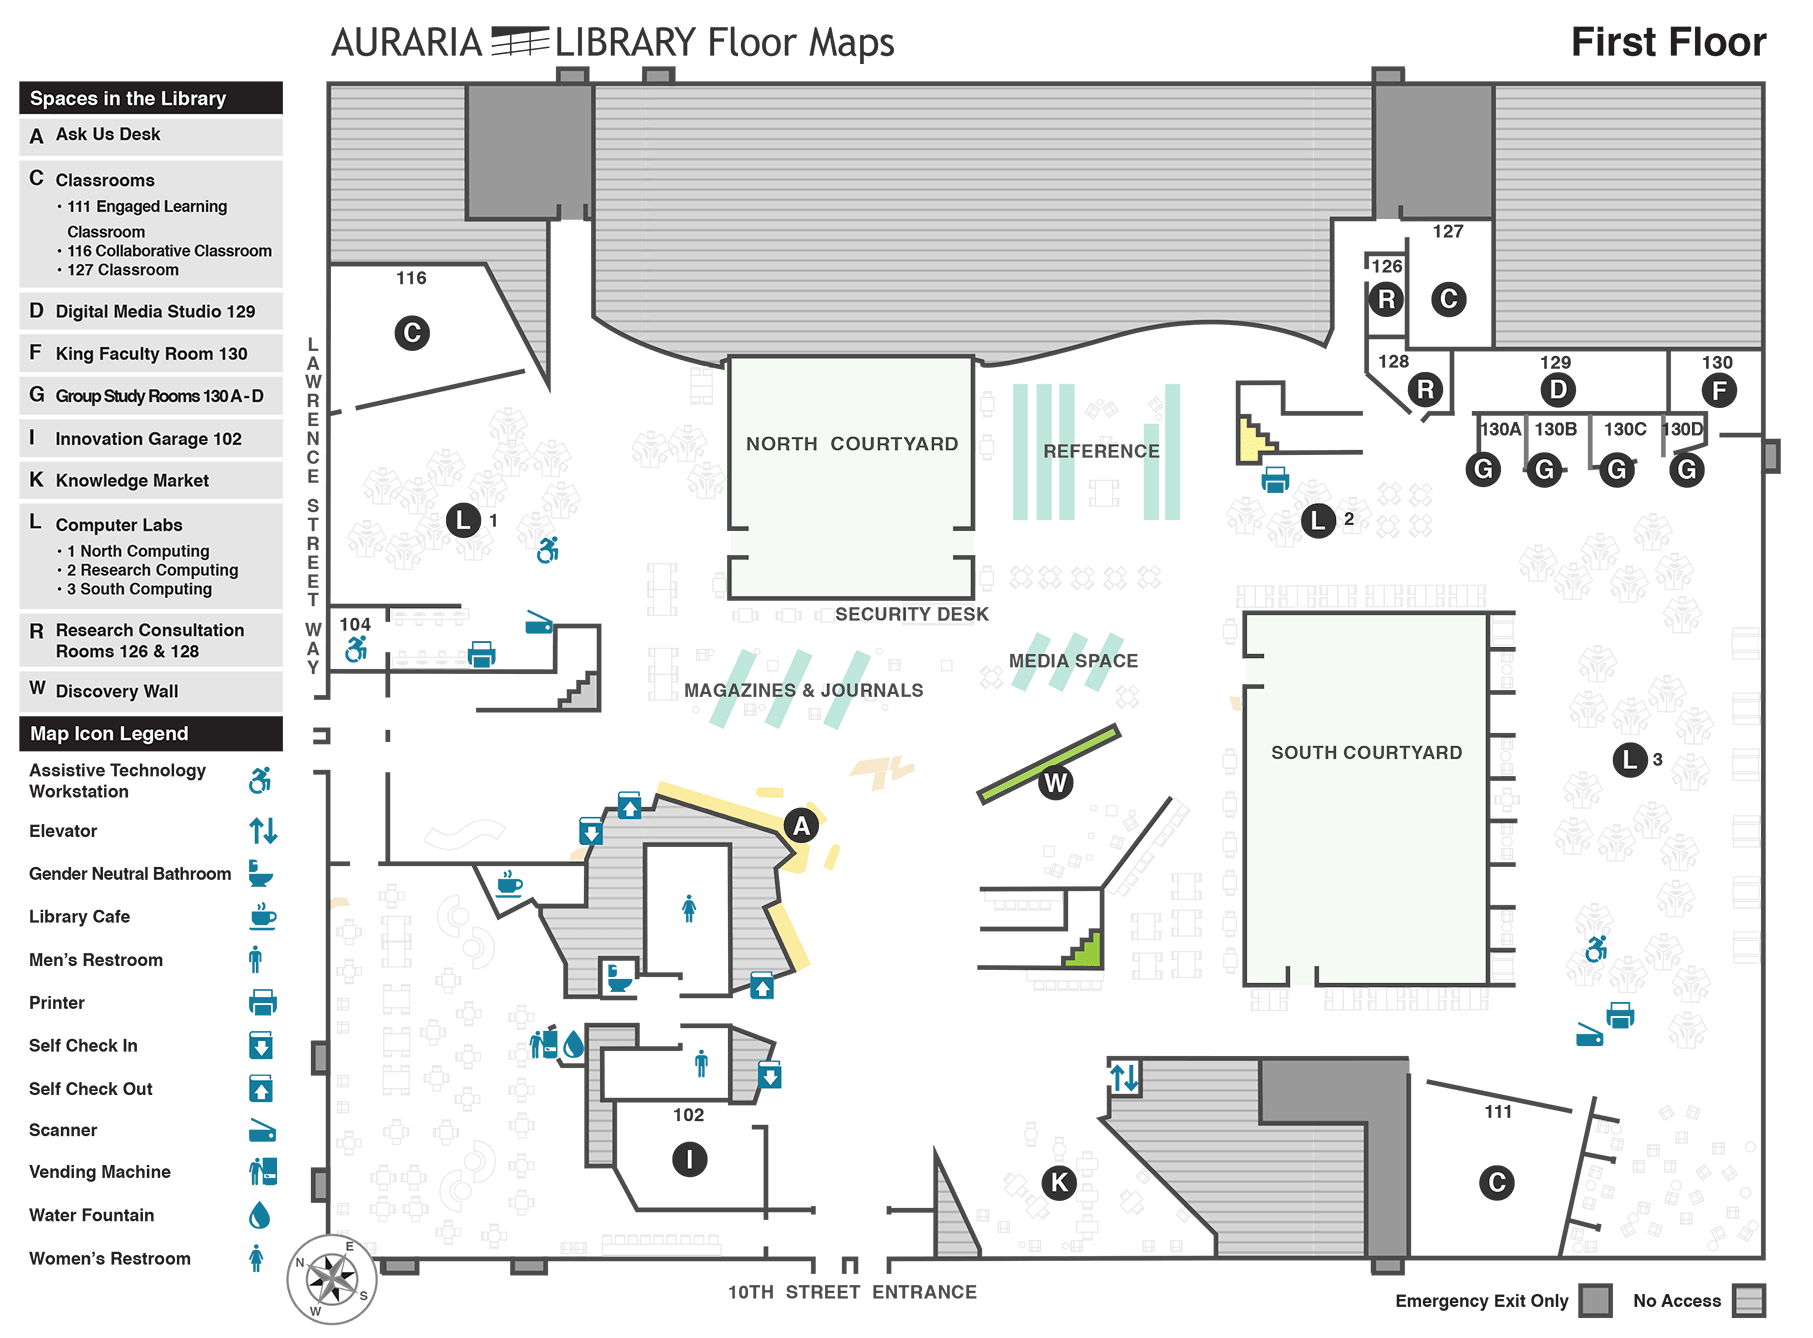 AURARIA LIBRARY Floor Maps
First Floor
Spaces in the Library
A Ask Us Desk
C Classrooms
• 111 Engaged Learning
Classroom
• 116 Collaborative Classroom
• 127 Classroom
D Digital Media Studio 129
F King Faculty Room 130
G Group Study Rooms 130 A - D
I Innovation Garage 102
K Knowledge Market
L Computer Labs
• 1 North Computing
• 2 Research Computing
• 3 South Computing
R Research Consultation
Rooms 126 & 128
W Discovery Wall
Map Icon Legend
Assistive Technology
Workstation
Elevator
Gender Neutral Bathroom
Library Cafe
Men's Restroom
Printer
Self Check In
Self Check Out
Scanner
Vending Machine
Water Fountain
Women's Restroom
N
E
S
W
LAWRENCE STREET WAY
116
C
127
126
R
C
128
R
129
D
130
F
130A
130B
130C
130D
G
G
G
G
NORTH COURTYARD
REFERENCE
L 1
L 2
SECURITY DESK
104
MEDIA SPACE
MAGAZINES & JOURNALS
SOUTH COURTYARD
L 3
W
A
102
I
K
111
C
10TH STREET ENTRANCE
Emergency Exit Only
No Access